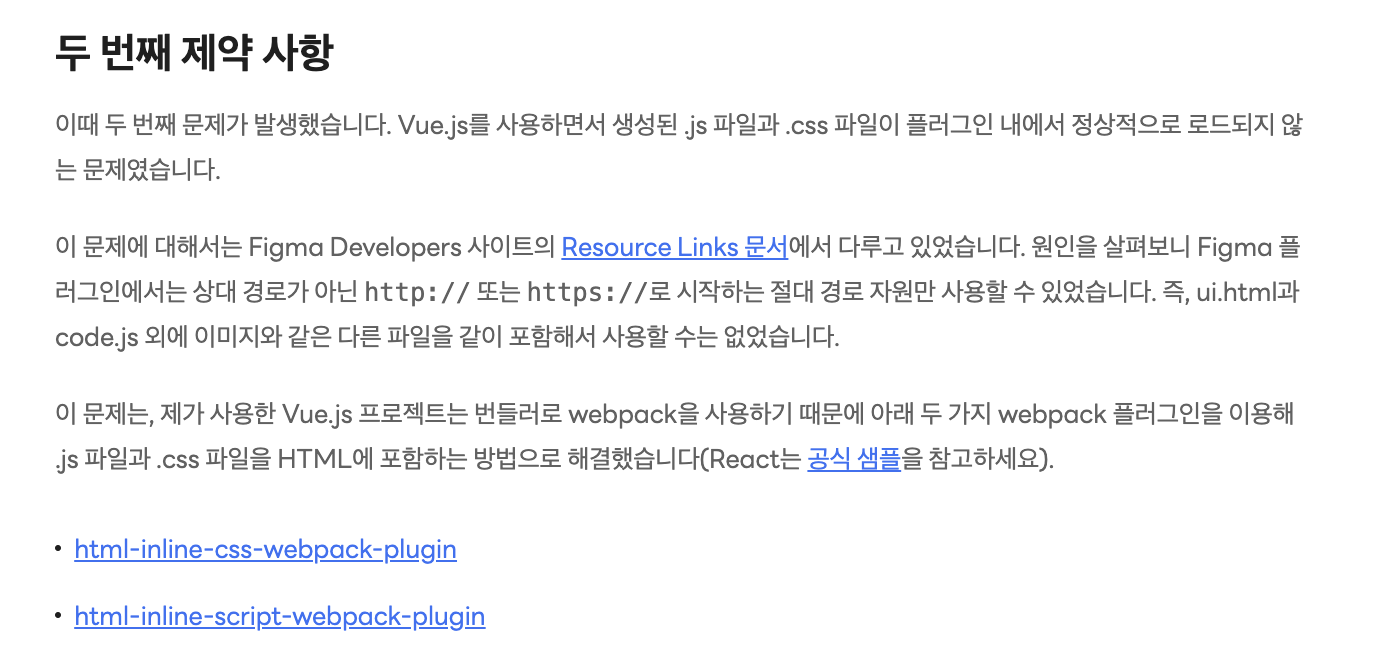 두 번째 제약 사항
이때 두 번째 문제가 발생했습니다. Vue.js를 사용하면서 생성된 .js 파일과 .css 파일이 플러그인 내에서 정상적으로 로드되지 않
는 문제였습니다.
이 문제에 대해서는 Figma Developers 사이트의 Resource Links 문서에서 다루고 있었습니다. 원인을 살펴보니 Figma 플
러그인에서는 상대 경로가 아닌 http:// 또는 https://로 시작하는 절대 경로 자원만 사용할 수 있었습니다. 즉, ui.html과
code.js 외에 이미지와 같은 다른 파일을 같이 포함해서 사용할 수는 없었습니다.
이 문제는, 제가 사용한 Vue.js 프로젝트는 번들러로 webpack을 사용하기 때문에 아래 두 가지 webpack 플러그인을 이용해
.js 파일과 .css 파일을 HTML에 포함하는 방법으로 해결했습니다(React는 공식 샘플을 참고하세요).
• html-inline-css-webpack-plugin
• html-inline-script-webpack-plugin